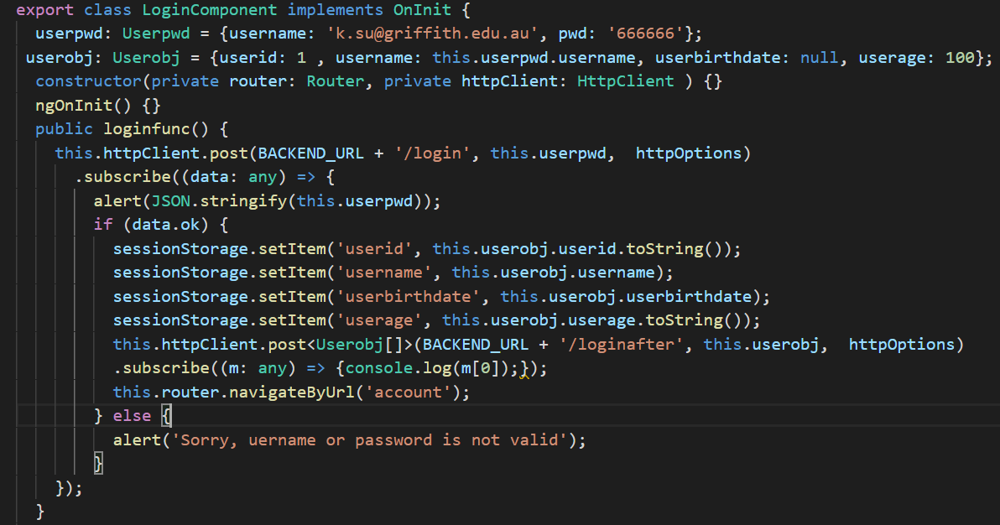 export class LoginComponent implements OnInit {
  userpwd: Userpwd = {username: 'k.su@griffith.edu.au', pwd: '666666'};
 userobj: Userobj = {userid: 1 , username: this.userpwd.username, userbirthdate: null, userage: 100};
  constructor(private router: Router, private httpClient: HttpClient ) {}
  ngOnInit() {}
  public loginfunc() {
    this.httpClient.post(BACKEND_URL + '/login', this.userpwd,  httpOptions)
      .subscribe((data: any) => {
        alert(JSON.stringify(this.userpwd));
        if (data.ok) {
          sessionStorage.setItem('userid', this.userobj.userid.toString());
          sessionStorage.setItem('username', this.userobj.username);
          sessionStorage.setItem('userbirthdate', this.userobj.userbirthdate);
          sessionStorage.setItem('userage', this.userobj.userage.toString());
          this.httpClient.post<Userobj[]>(BACKEND_URL + '/loginafter', this.userobj,  httpOptions)
          .subscribe((m: any) => {console.log(m[0]);});
          this.router.navigateByUrl('account');
        } else {
          alert('Sorry, uername or password is not valid');
        }
    });
  }